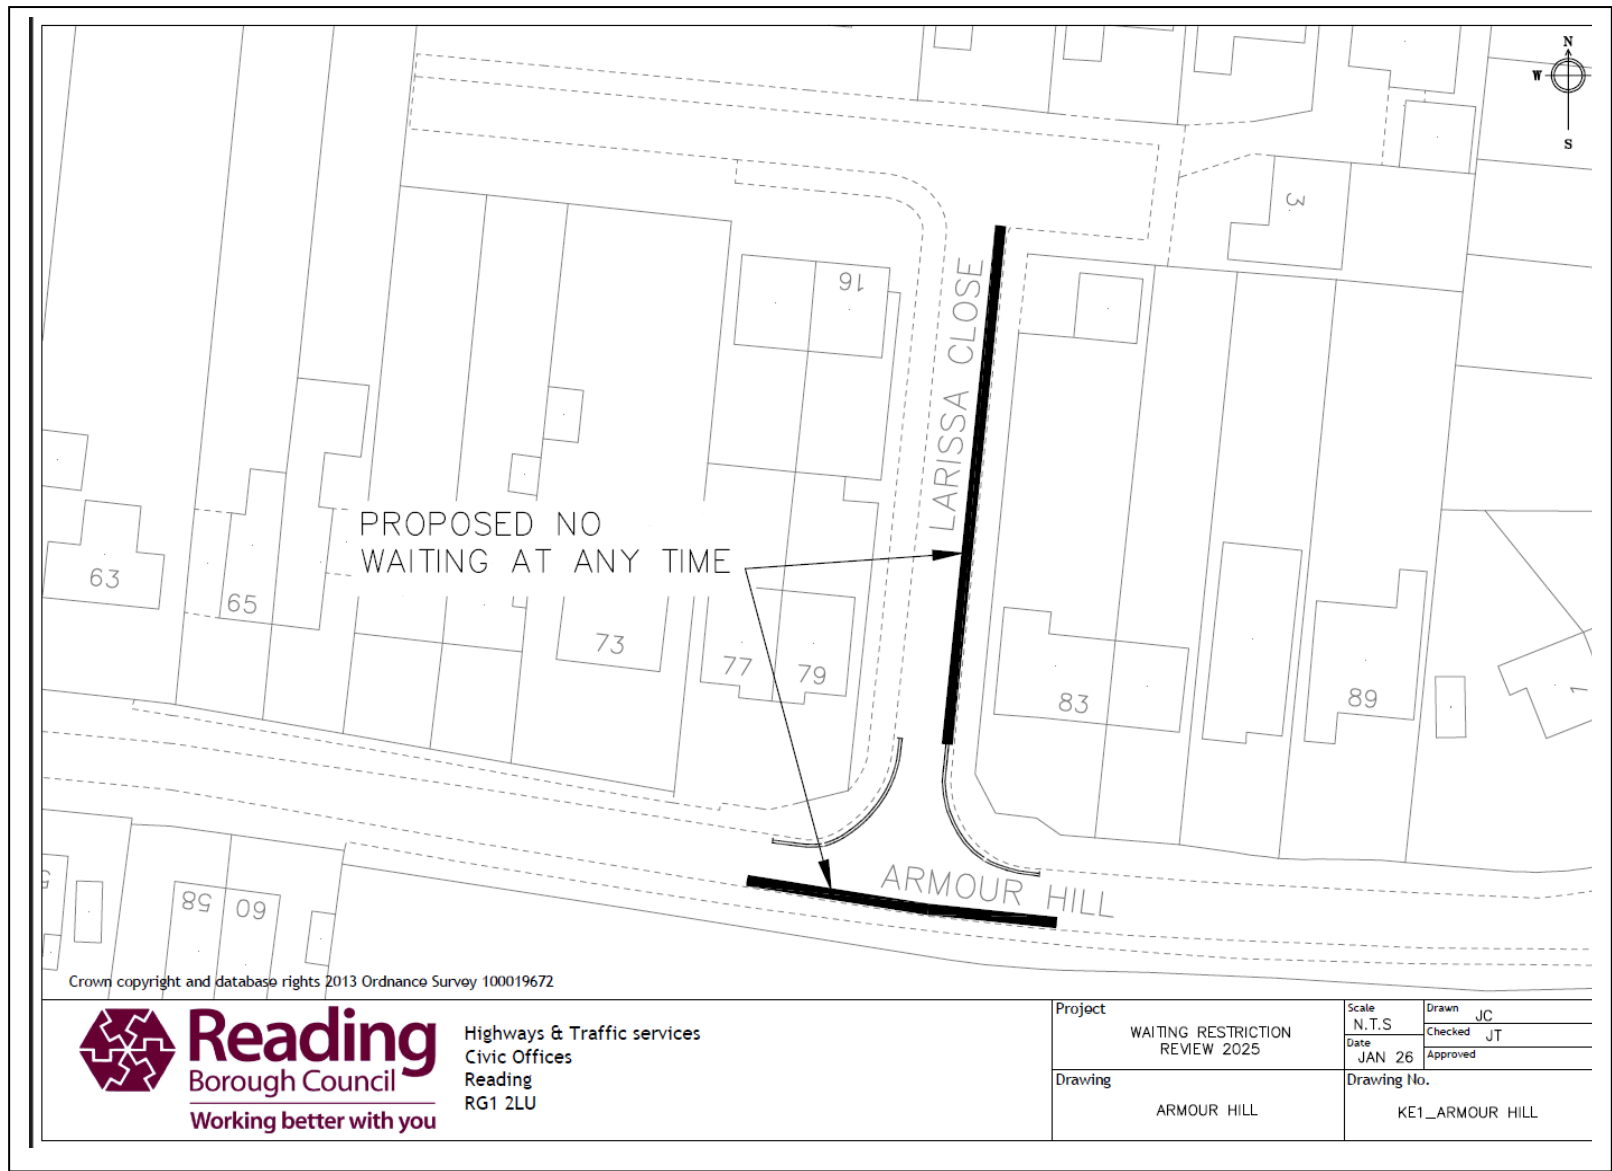 N
W
S
3
16
LARISSA CLOSE
PROPOSED NO
WAITING AT ANY TIME
63
65
73
77
79
83
89
1
ARMOUR HILL
58
60
Crown copyright and database rights 2013 Ordnance Survey 100019672
Reading
Borough Council
Working better with you
Highways & Traffic services
Civic Offices
Reading
RG1 2LU
Project
WAITING RESTRICTION
REVIEW 2025
Drawing
ARMOUR HILL
Scale
N.T.S
Date
JAN 26
Drawn
JC
Checked
JT
Approved
Drawing No.
KE1_ARMOUR HILL